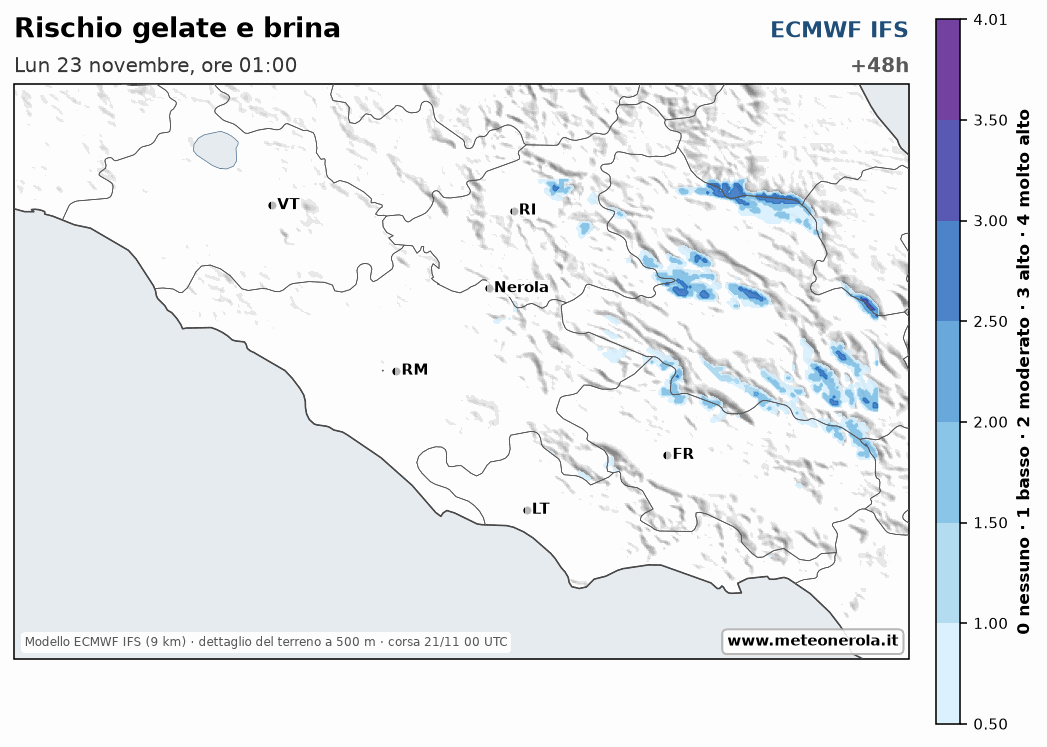 Rischio gelate e brina
ECMWF IFS
Lun 23 novembre, ore 01:00
+48h
VT
RI
Nerola
RM
FR
LT
Modello ECMWF IFS (9 km) · dettaglio del terreno a 500 m · corsa 21/11 00 UTC
www.meteonerola.it
4.01
3.50
3.00
2.50
2.00
1.50
1.00
0.50
0 nessuno · 1 basso · 2 moderato · 3 alto · 4 molto alto